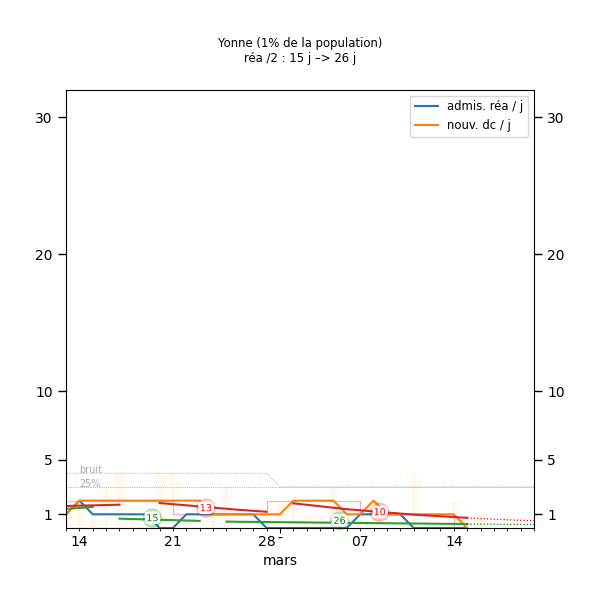 Yonne (1% de la population)
réa /2 : 15 j –> 26 j
admis. réa / j
nouv. dc / j
30 30
20 20
10 10
5 5
1 1
bruit
25%
15 13 26 10
14 21 28 07 14
mars